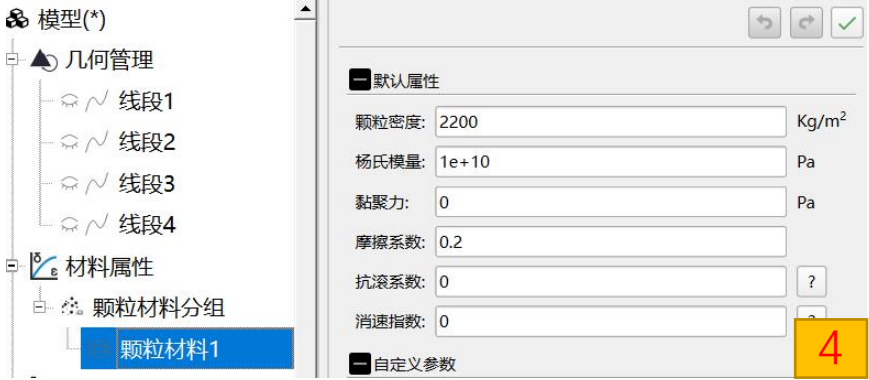 模型(*)
几何管理
线段1
线段2
线段3
线段4
材料属性
颗粒材料分组
颗粒材料1
默认属性
颗粒密度: 2200 Kg/m²
杨氏模量: 1e+10 Pa
黏聚力: 0 Pa
摩擦系数: 0.2
抗滚系数: 0 ?
消速指数: 0
自定义参数
4